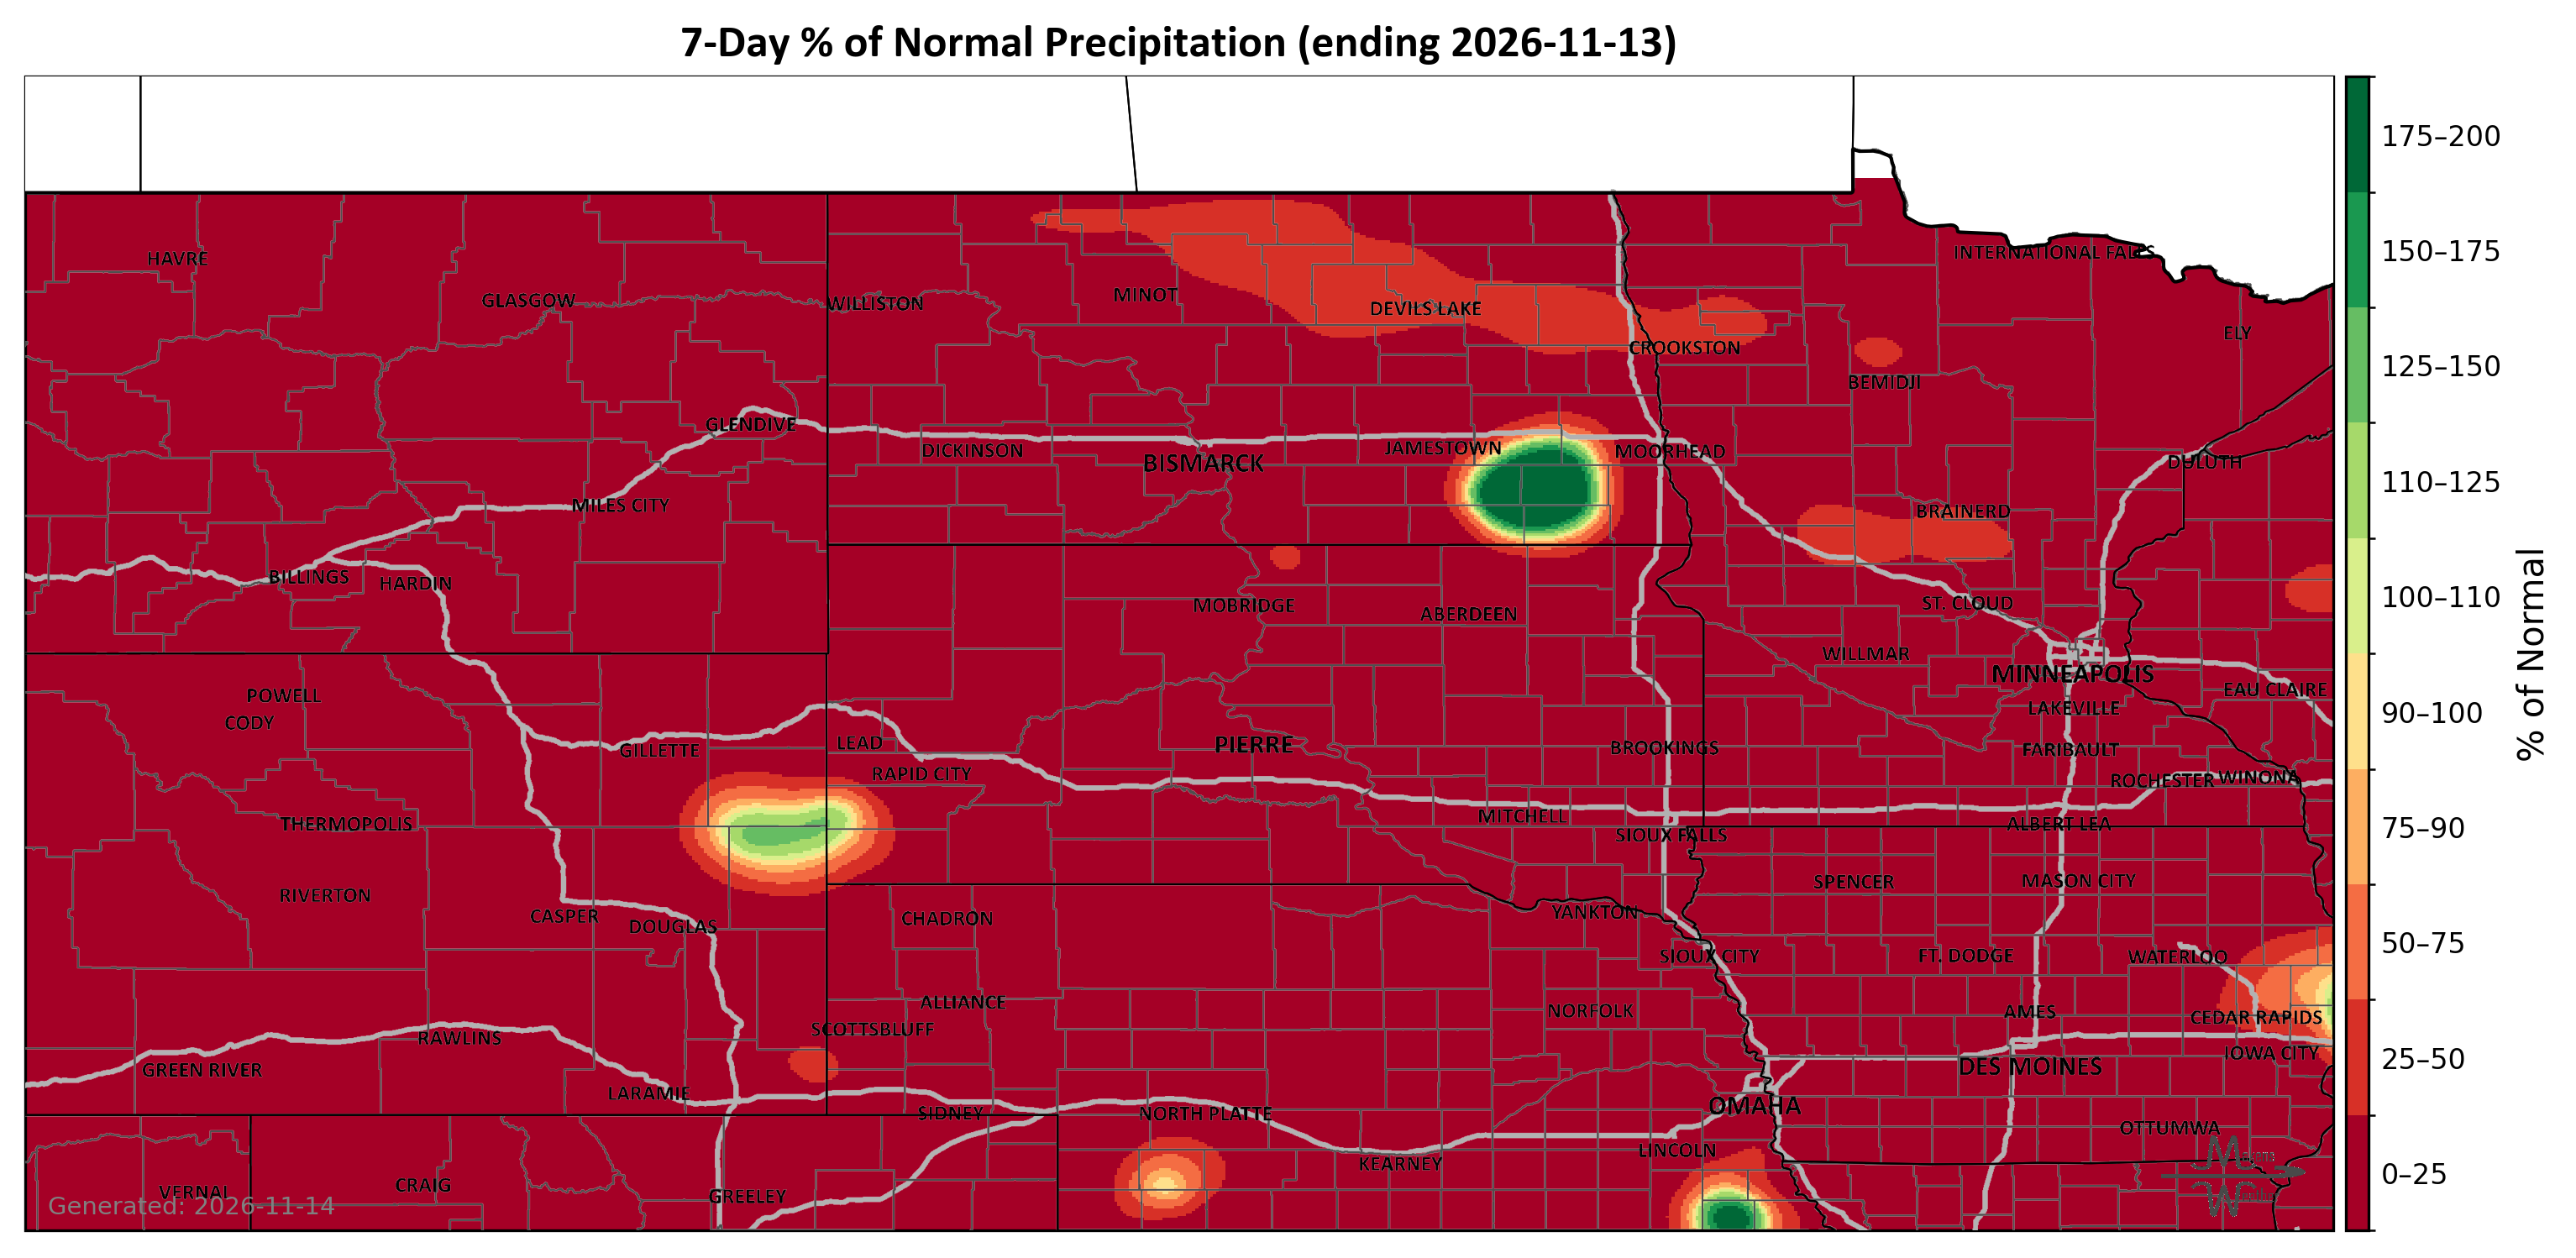 7-Day % of Normal Precipitation (ending 2026-11-13)
175–200
INTERNATIONAL FALLS
150–175
HAVRE
GLASGOW
WILLISTON
MINOT
DEVILS LAKE
ELY
CROOKSTON
125–150
BEMIDJI
GLENDIVE
DICKINSON
BISMARCK
JAMESTOWN
MOORHEAD
DULUTH
110–125
MILES CITY
BRAINERD
BILLINGS
HARDIN
MOBRIDGE
ABERDEEN
ST. CLOUD
100–110
WILLMAR
MINNEAPOLIS
EAU CLAIRE
% of Normal
POWELL
CODY
LAKEVILLE
90–100
GILLETTE
LEAD
PIERRE
BROOKINGS
FARIBAULT
RAPID CITY
ROCHESTER
WINONA
THERMOPOLIS
MITCHELL
SIOUX FALLS
ALBERT LEA
75–90
RIVERTON
SPENCER
MASON CITY
CASPER
DOUGLAS
CHADRON
YANKTON
50–75
SIOUX CITY
FT. DODGE
WATERLOO
ALLIANCE
NORFOLK
AMES
CEDAR RAPIDS
SCOTTSBLUFF
RAWLINS
IOWA CITY
25–50
GREEN RIVER
DES MOINES
LARAMIE
SIDNEY
NORTH PLATTE
OMAHA
OTTUMWA
LINCOLN
KEARNEY
0–25
VERNAL
CRAIG
GREELEY
Generated: 2026-11-14